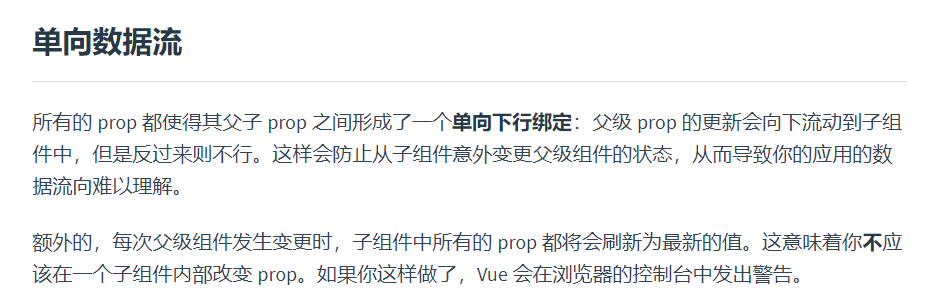 单向数据流
所有的 prop 都使得其父子 prop 之间形成了一个单向下行绑定：父级 prop 的更新会向下流动到子组
件中，但是反过来则不行。这样会防止从子组件意外变更父级组件的状态，从而导致你的应用的数
据流向难以理解。
额外的，每次父级组件发生变更时，子组件中所有的 prop 都将会刷新为最新的值。这意味着你不应
该在一个子组件内部改变 prop。如果你这样做了，Vue 会在浏览器的控制台中发出警告。